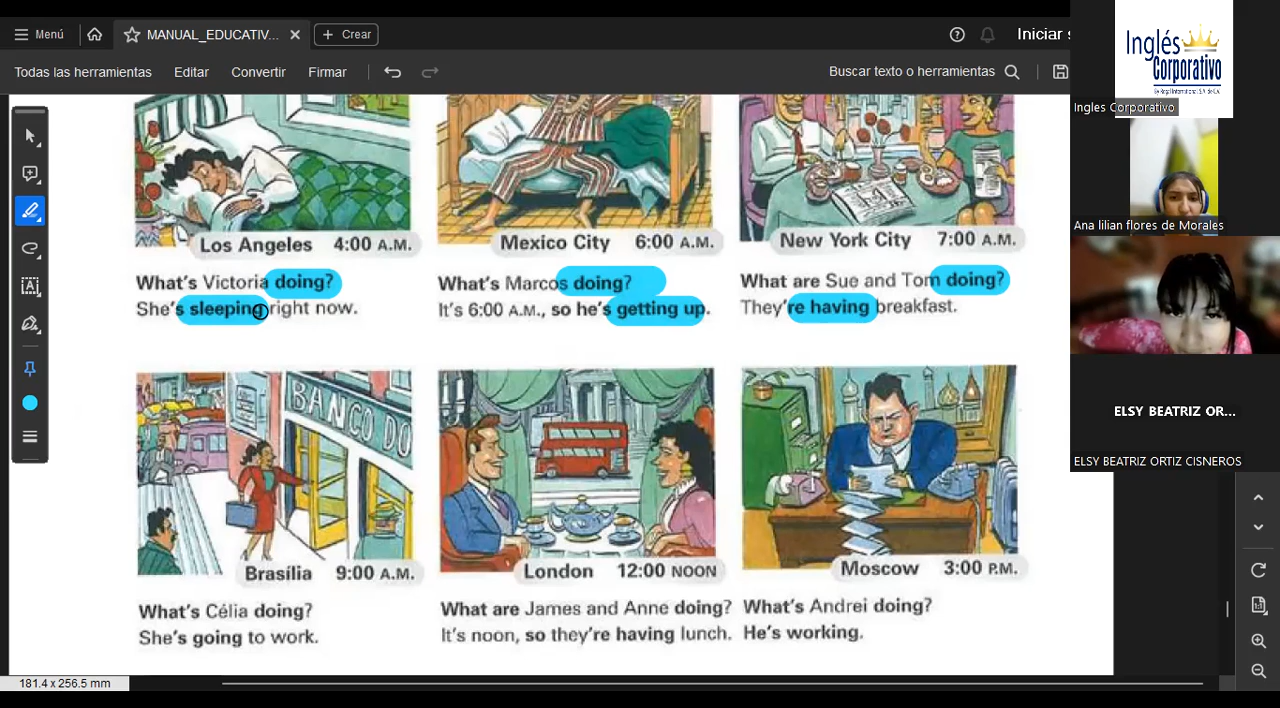 Menú
MANUAL_EDUCATIV...
Crear
Iniciar s
Todas las herramientas
Editar
Convertir
Firmar
Buscar texto o herramientas
Inglés
Corporativo
Ingles Corporativo
Ana lilian flores de Morales
ELSY BEATRIZ OR...
ELSY BEATRIZ ORTIZ CISNEROS
Los Angeles 4:00 A.M.
What's Victoria doing?
She's sleeping right now.
Mexico City 6:00 A.M.
What's Marcos doing?
It's 6:00 A.M., so he's getting up.
New York City 7:00 A.M.
What are Sue and Tom doing?
They're having breakfast.
BANCO DO
Brasília 9:00 A.M.
What's Célia doing?
She's going to work.
London 12:00 NOON
What are James and Anne doing?
It's noon, so they're having lunch.
Moscow 3:00 P.M.
What's Andrei doing?
He's working.
181.4 x 256.5 mm